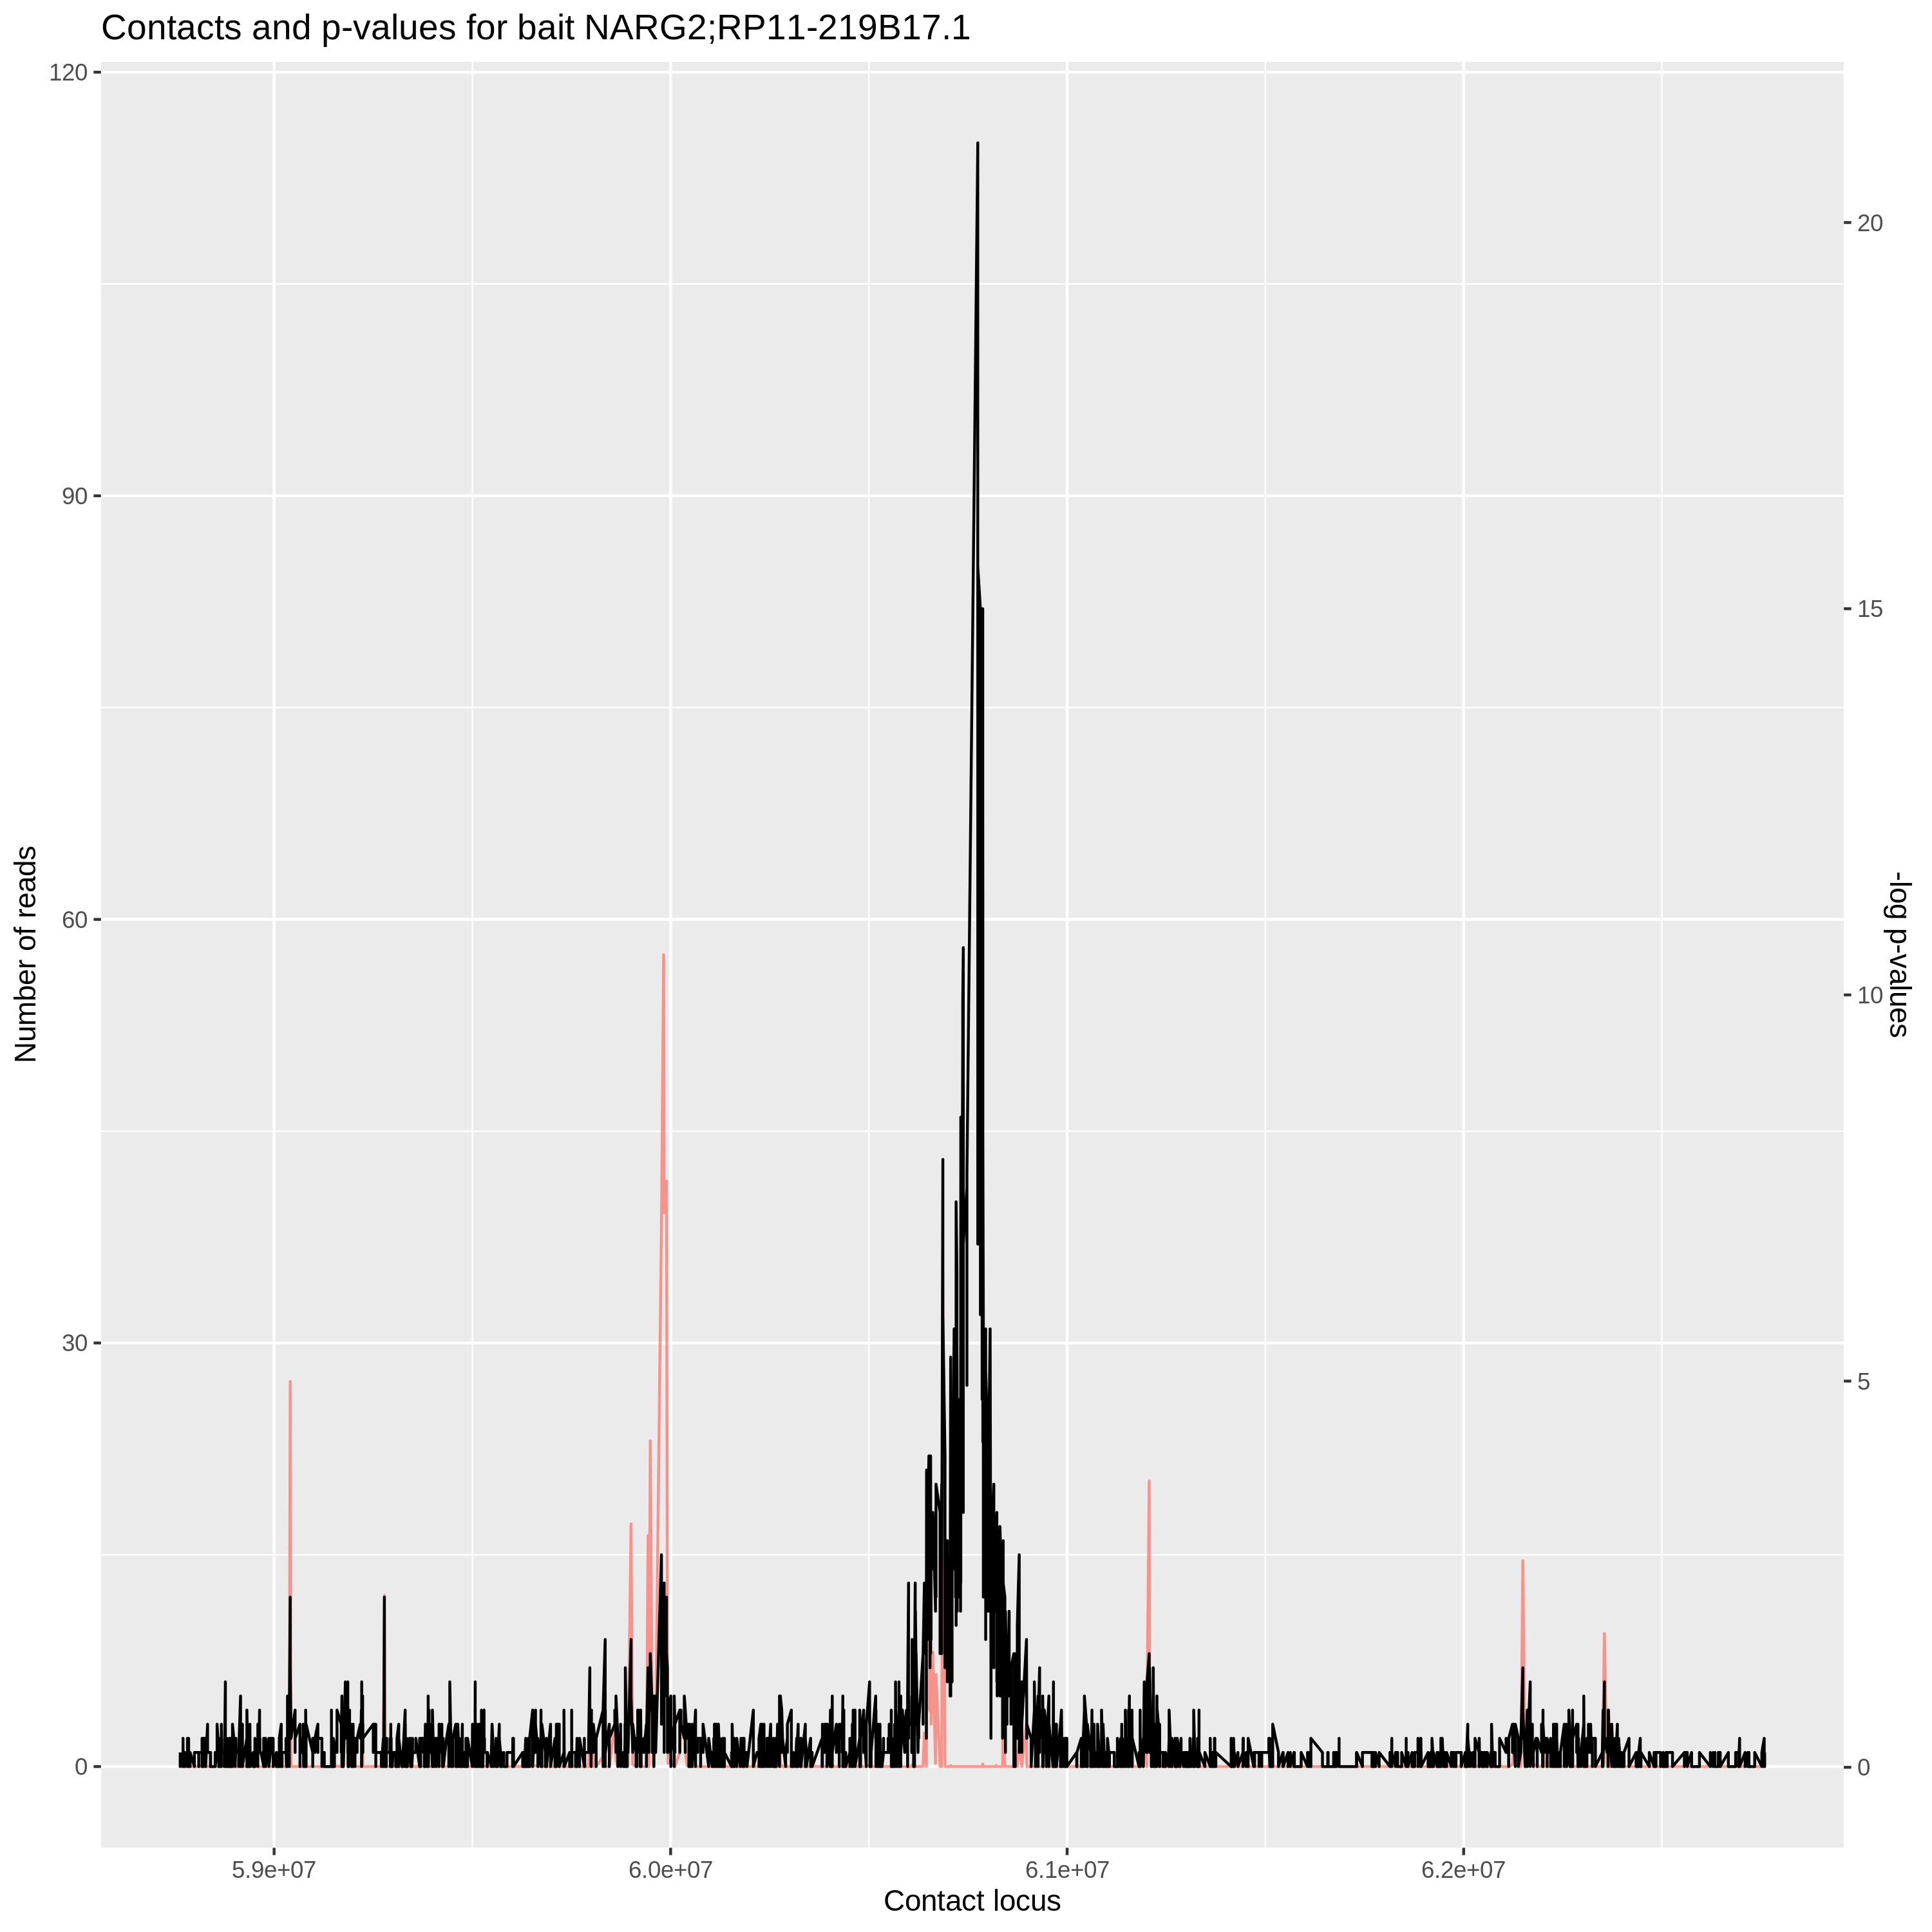 Contacts and p-values for bait NARG2;RP11-219B17.1
120
90
60
30
0
Number of reads
20
15
10
5
0
-log p-values
5.9e+07
6.0e+07
6.1e+07
6.2e+07
Contact locus